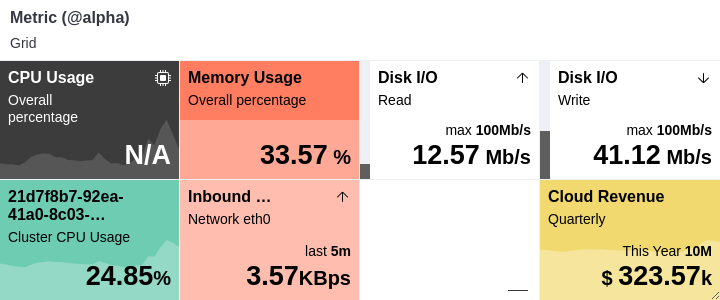 Metric (@alpha)
Grid
CPU Usage
Overall
percentage
N/A
Memory Usage
Overall percentage
33.57 %
Disk I/O
Read
max 100Mb/s
12.57 Mb/s
Disk I/O
Write
max 100Mb/s
41.12 Mb/s
21d7f8b7-92ea-
41a0-8c03-…
Cluster CPU Usage
24.85%
Inbound …
Network eth0
last 5m
3.57KBps
—
Cloud Revenue
Quarterly
This Year 10M
$ 323.57k